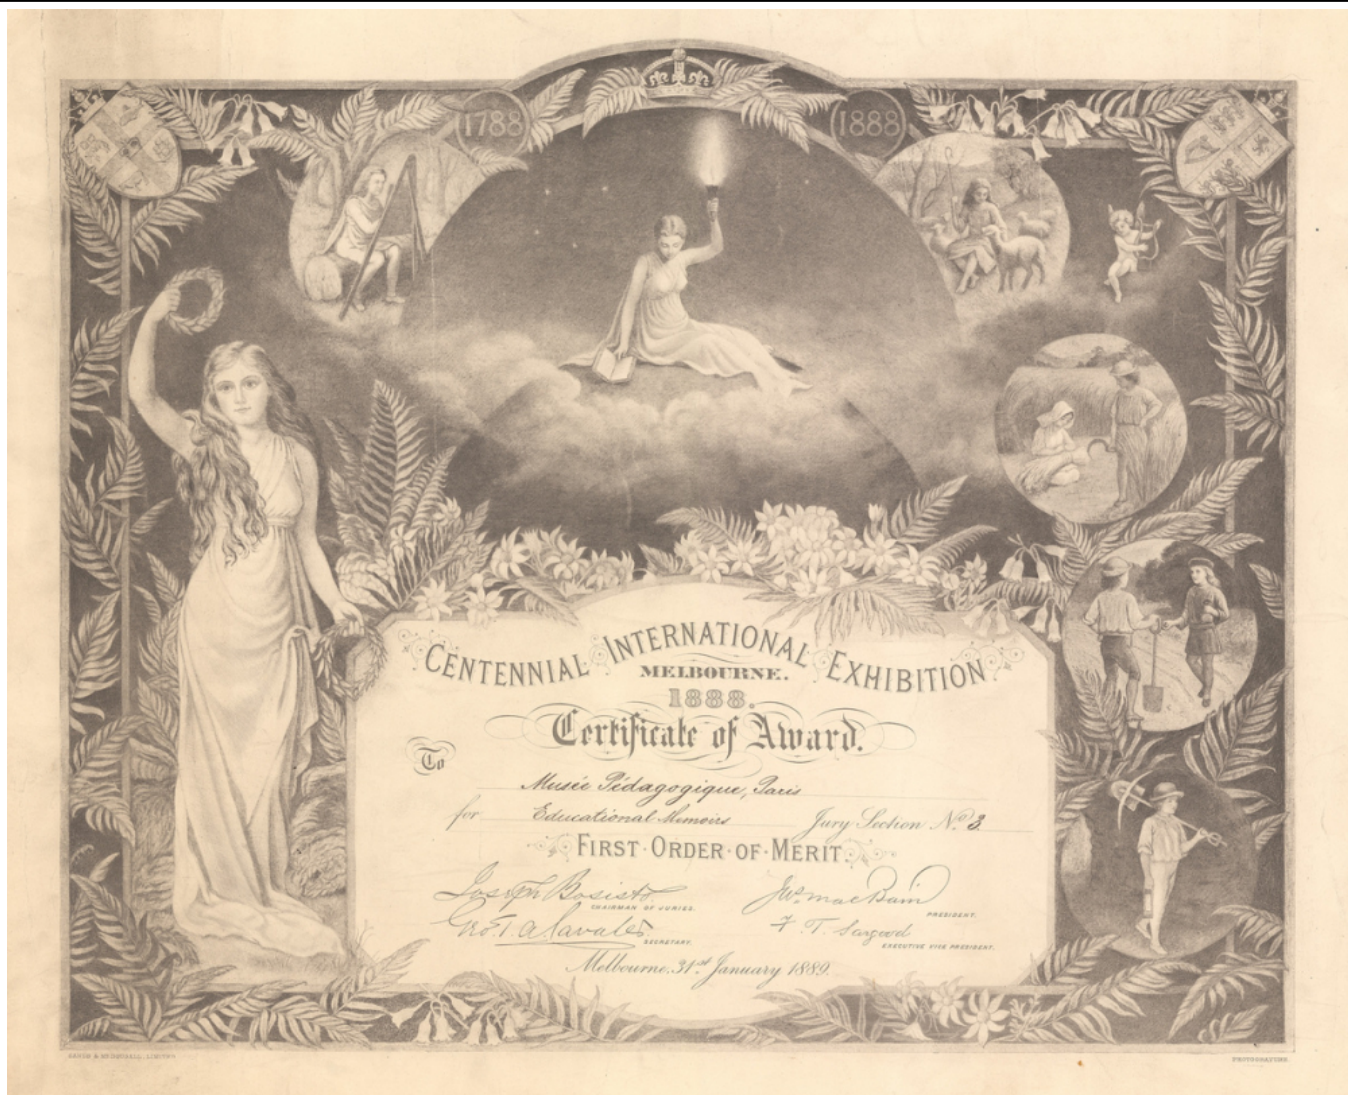 1788
1888
CENTENNIAL INTERNATIONAL EXHIBITION
MELBOURNE.
1888.
Certificate of Award.
To
Musée Pédagogique, Paris
for Educational Memoirs Jury Section No. 3
FIRST·ORDER·OF·MERIT.
Joseph Bosisto Jas. MacBain
CHAIRMAN OF JURIES. PRESIDENT.
F. T. Sargood
SECRETARY. EXECUTIVE VICE PRESIDENT.
Melbourne. 31st January 1889.
LIMITED